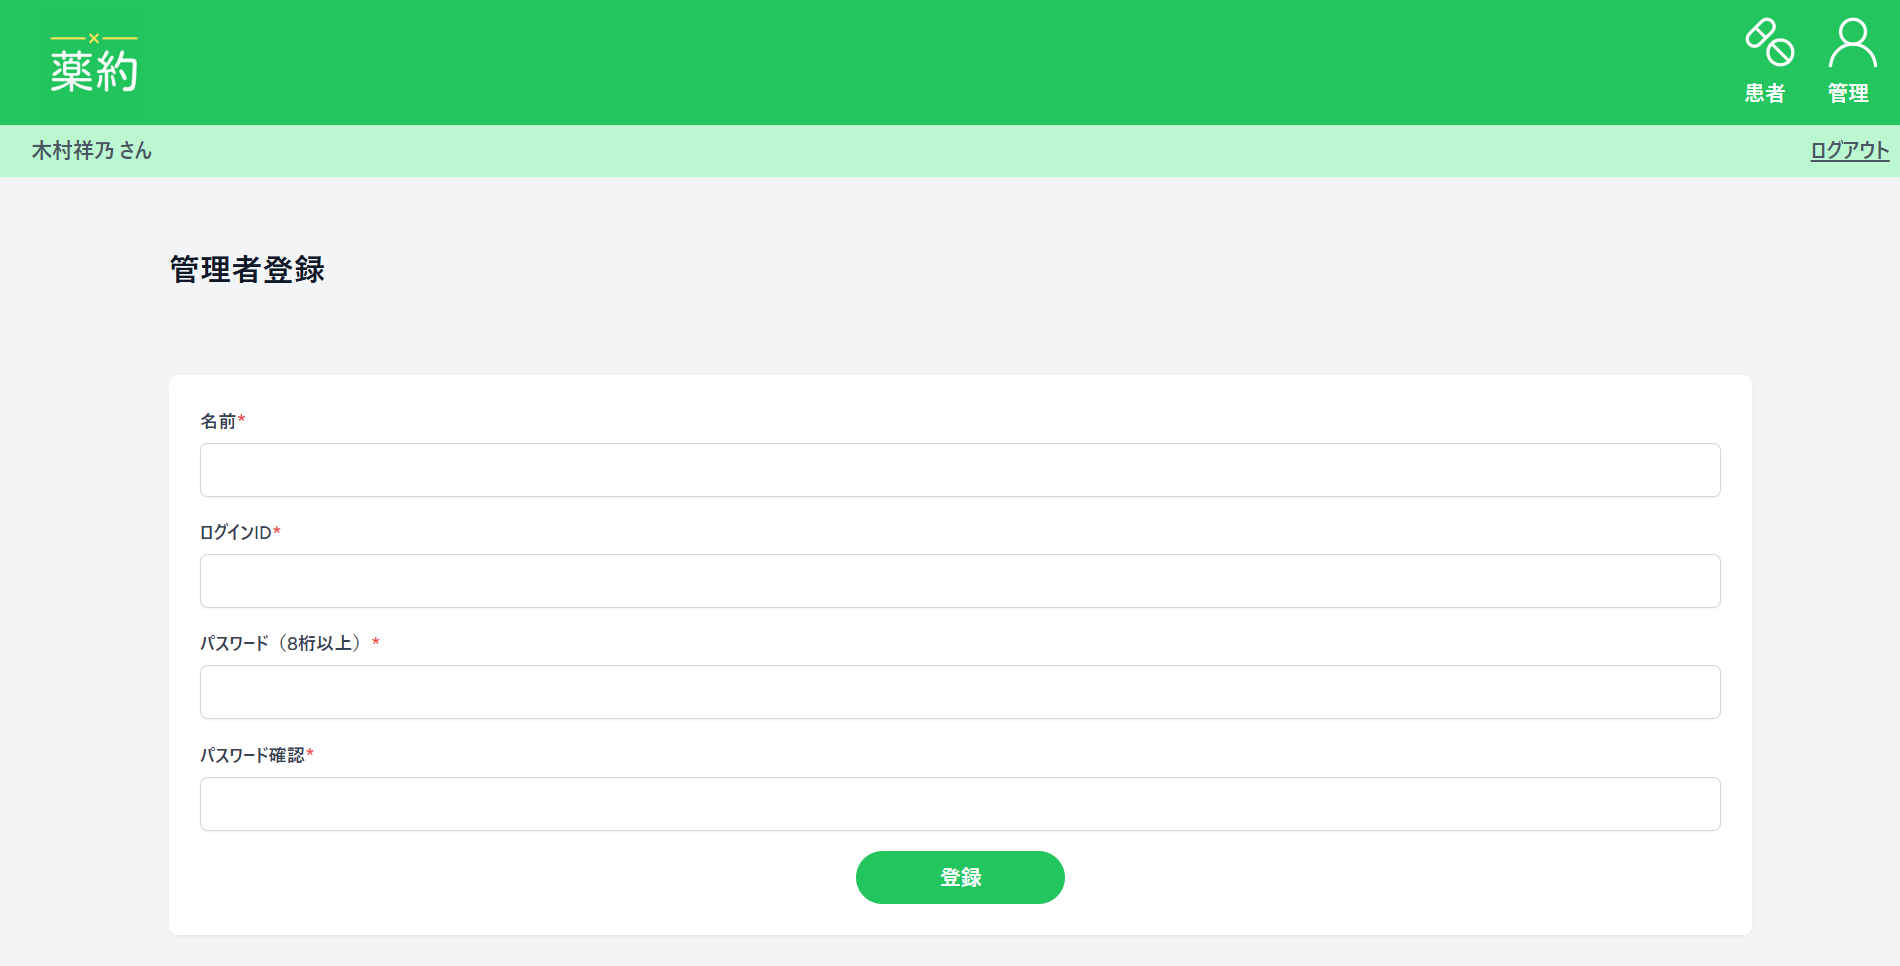 薬約
患者
管理
木村祥乃 さん
ログアウト
管理者登録
名前*
ログインID*
パスワード（8桁以上）*
パスワード確認*
登録